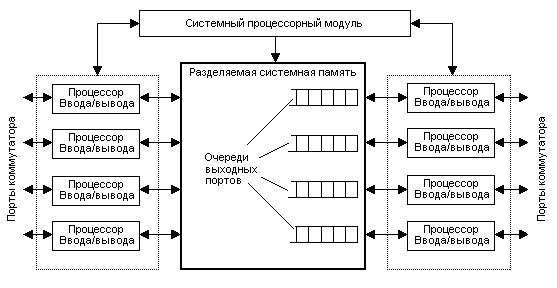 Системный процессорный модуль
Разделяемая системная память
Порты коммутатора
Процессор
Ввода/вывода
Процессор
Ввода/вывода
Процессор
Ввода/вывода
Процессор
Ввода/вывода
Очереди
выходных
портов
Процессор
Ввода/вывода
Процессор
Ввода/вывода
Процессор
Ввода/вывода
Процессор
Ввода/вывода
Порты коммутатора